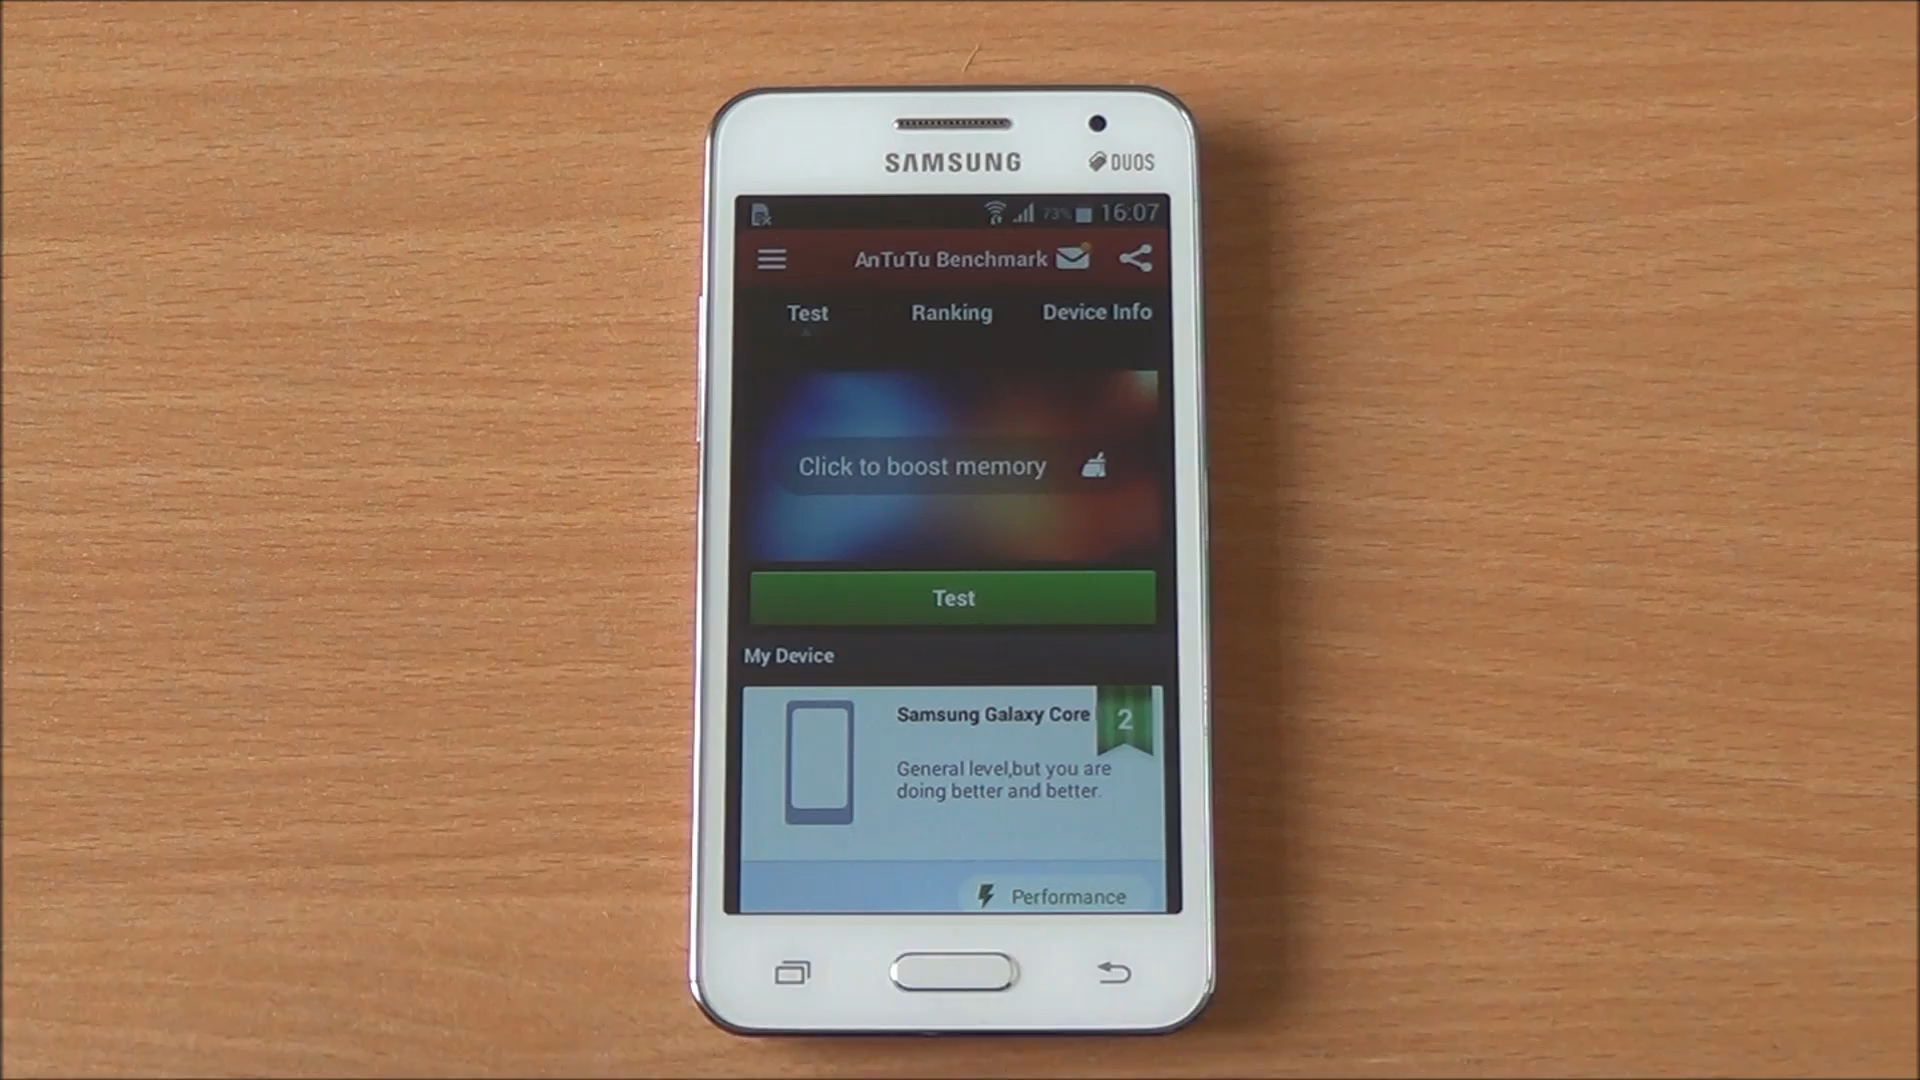 SAMSUNG
DUOS
73% 16:07
AnTuTu Benchmark
Test Ranking Device Info
Click to boost memory
Test
My Device
Samsung Galaxy Core
2
General level,but you are
doing better and better.
Performance